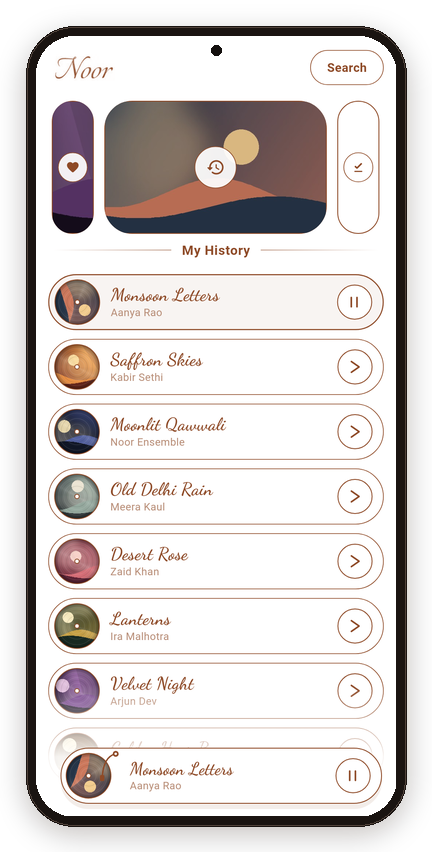 Noor
Search
My History
Monsoon Letters
Aanya Rao
Saffron Skies
Kabir Sethi
Moonlit Qawwali
Noor Ensemble
Old Delhi Rain
Meera Kaul
Desert Rose
Zaid Khan
Lanterns
Ira Malhotra
Velvet Night
Arjun Dev
Monsoon Letters
Aanya Rao